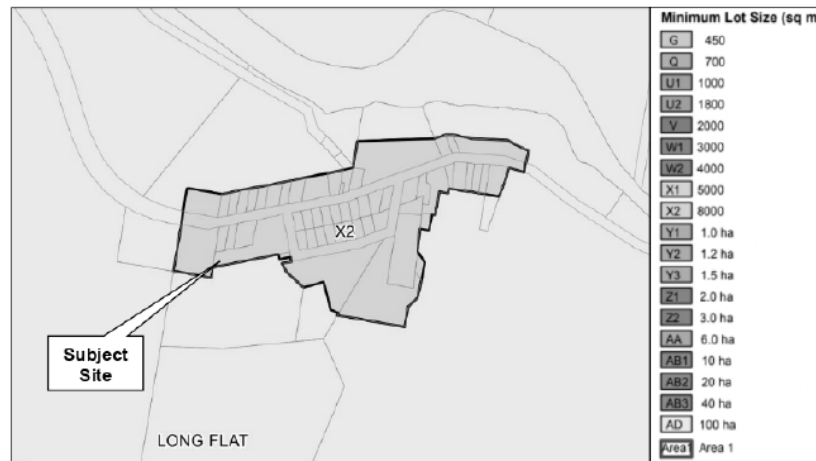 Minimum Lot Size (sq m
G 450
Q 700
U1 1000
U2 1800
V 2000
W1 3000
W2 4000
X1 5000
X2 8000
Y1 1.0 ha
Y2 1.2 ha
Y3 1.5 ha
Z1 2.0 ha
Z2 3.0 ha
AA 6.0 ha
AB1 10 ha
AB2 20 ha
AB3 40 ha
AD 100 ha
Area1 Area 1
X2
Subject
Site
LONG FLAT